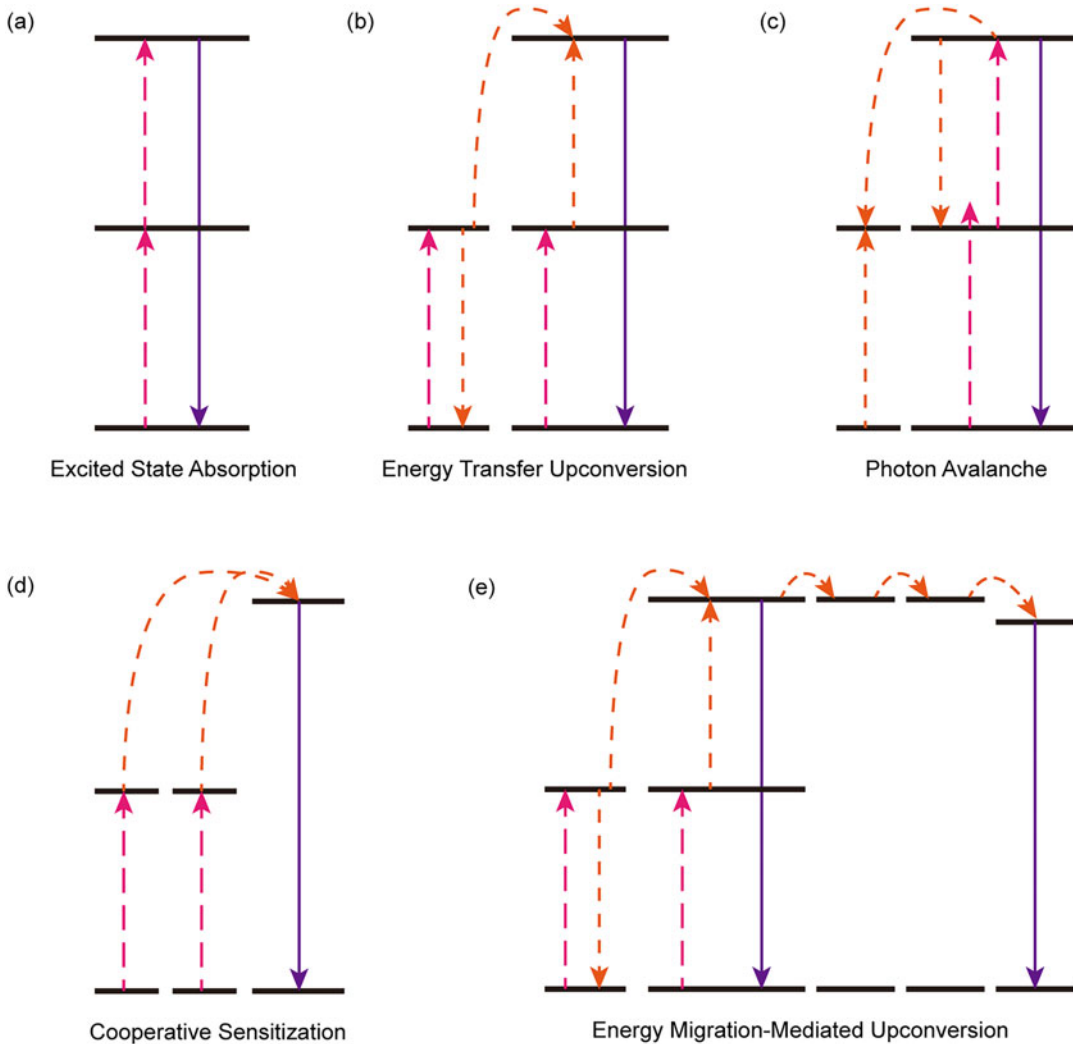 (a)
(b)
(c)
Excited State Absorption
Energy Transfer Upconversion
Photon Avalanche
(d)
(e)
Cooperative Sensitization
Energy Migration-Mediated Upconversion